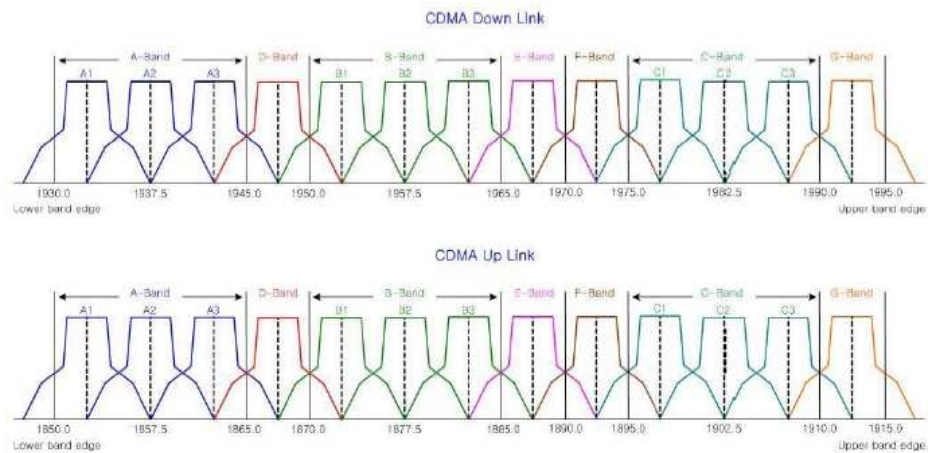 CDMA Down Link
A-Band D-Band B-Band E-Band F-Band C-Band G-Band
A1 A2 A3 B1 B2 B3 C1 C2 C3
1930.0 1937.5 1945.0 1950.0 1957.5 1965.0 1970.0 1975.0 1982.5 1990.0 1995.0
Lower band edge Upper band edge
CDMA Up Link
A-Band D-Band B-Band E-Band F-Band C-Band G-Band
A1 A2 A3 B1 B2 B3 C1 C2 C3
1850.0 1857.5 1865.0 1870.0 1877.5 1885.0 1890.0 1895.0 1902.5 1910.0 1915.0
Lower band edge Upper band edge